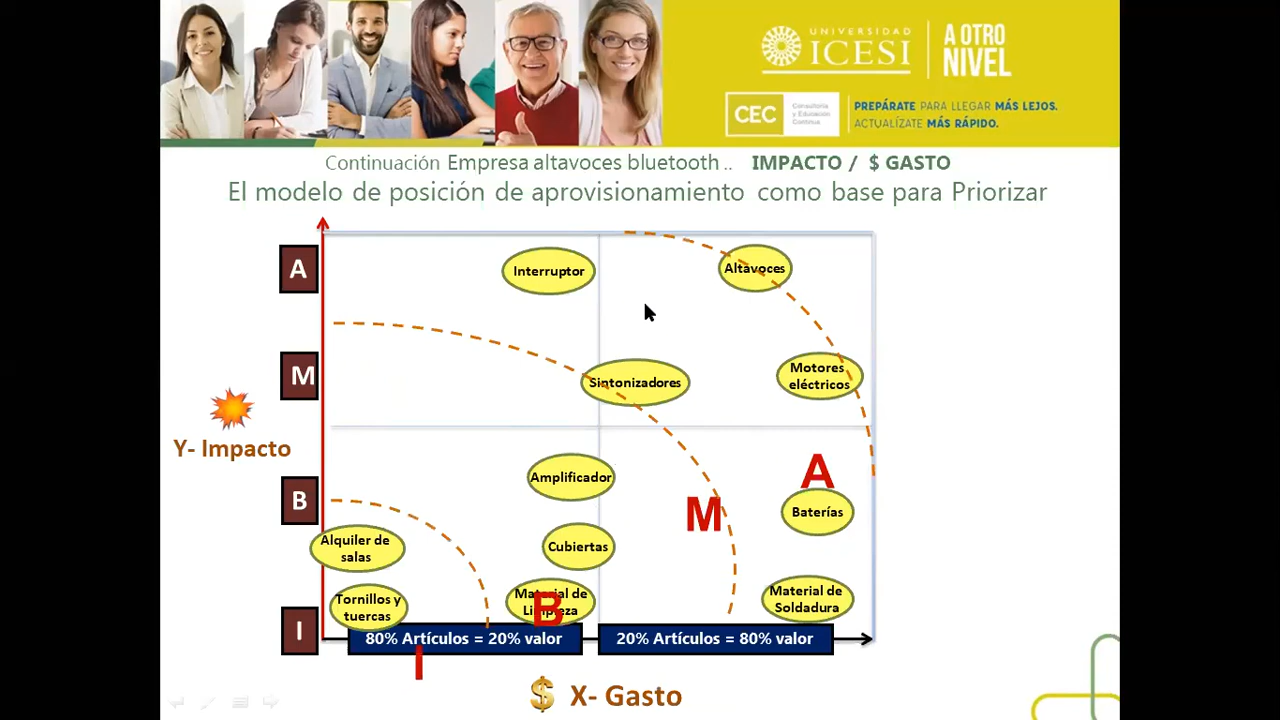 UNIVERSIDAD
ICESI
A OTRO
NIVEL
CEC
Consultoría
y Educación
Continua
PREPÁRATE PARA LLEGAR MÁS LEJOS.
ACTUALÍZATE MÁS RÁPIDO.
Continuación Empresa altavoces bluetooth .. IMPACTO / $ GASTO
El modelo de posición de aprovisionamiento como base para Priorizar
A
Interruptor
Altavoces
M
Sintonizadores
Motores
eléctricos
Y- Impacto
A
Amplificador
B
M
Baterías
Alquiler de
salas
Cubiertas
Tornillos y
tuercas
Material de
Limpieza
B
Material de
Soldadura
I
80% Artículos = 20% valor
20% Artículos = 80% valor
I
$ X- Gasto